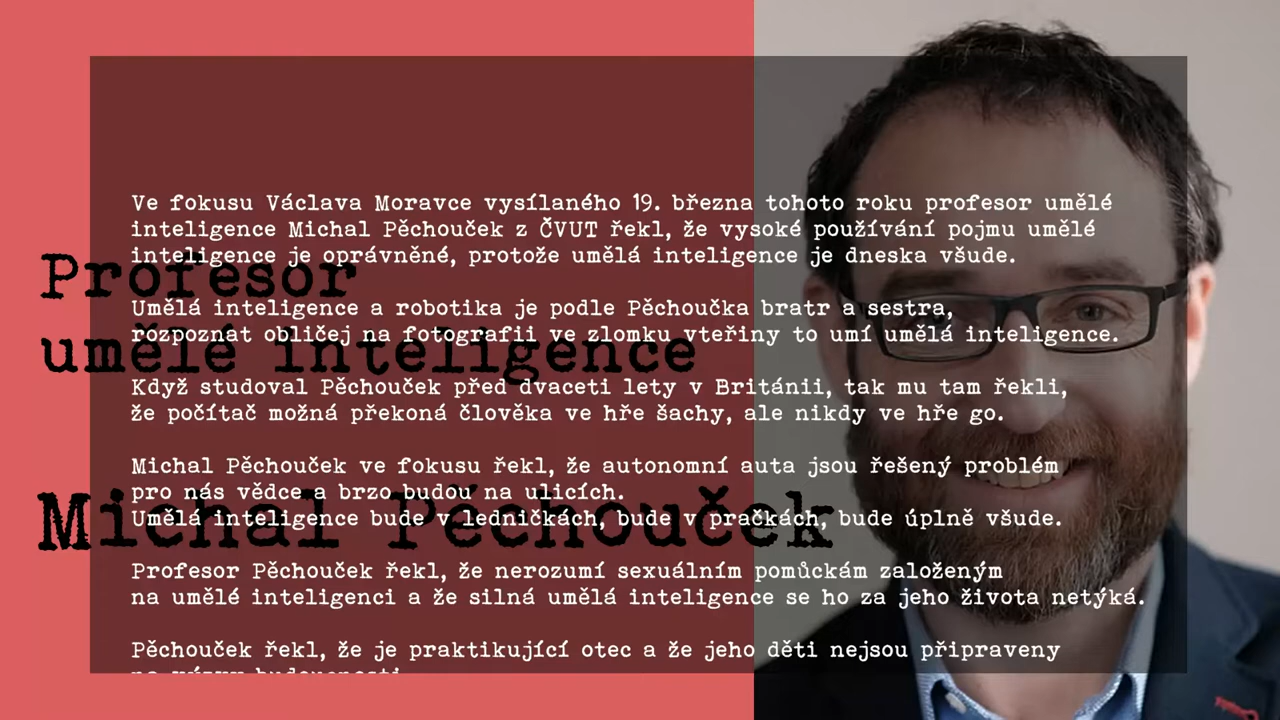 Ve fokusu Václava Moravce vysílaného 19. března tohoto roku profesor umělé
inteligence Michal Pěchouček z ČVUT řekl, že vysoké používání pojmu umělé
inteligence je oprávněné, protože umělá inteligence je dneska všude.
Umělá inteligence a robotika je podle Pěchoučka bratr a sestra,
rozpoznat obličej na fotografii ve zlomku vteřiny to umí umělá inteligence.
Když studoval Pěchouček před dvaceti lety v Británii, tak mu tam řekli,
že počítač možná překoná člověka ve hře šachy, ale nikdy ve hře go.
Michal Pěchouček ve fokusu řekl, že autonomní auta jsou řešený problém
pro nás vědce a brzo budou na ulicích.
Umělá inteligence bude v ledničkách, bude v pračkách, bude úplně všude.
Profesor Pěchouček řekl, že nerozumí sexuálním pomůckám založeným
na umělé inteligenci a že silná umělá inteligence se ho za jeho života netýká.
Pěchouček řekl, že je praktikující otec a že jeho děti nejsou připraveny
Profesor
umělé inteligence
Michal Pěchouček